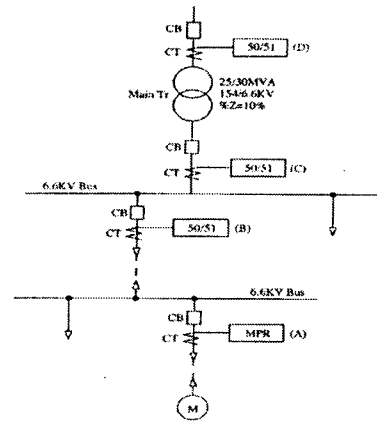 CB
CT
50/51 (D)
Main Tr
25/30MVA
154/6.6KV
%Z=10%
CB
CT
50/51 (C)
6.6KV Bus
CB
CT
50/51 (B)
6.6KV Bus
CB
CT
MPR (A)
M